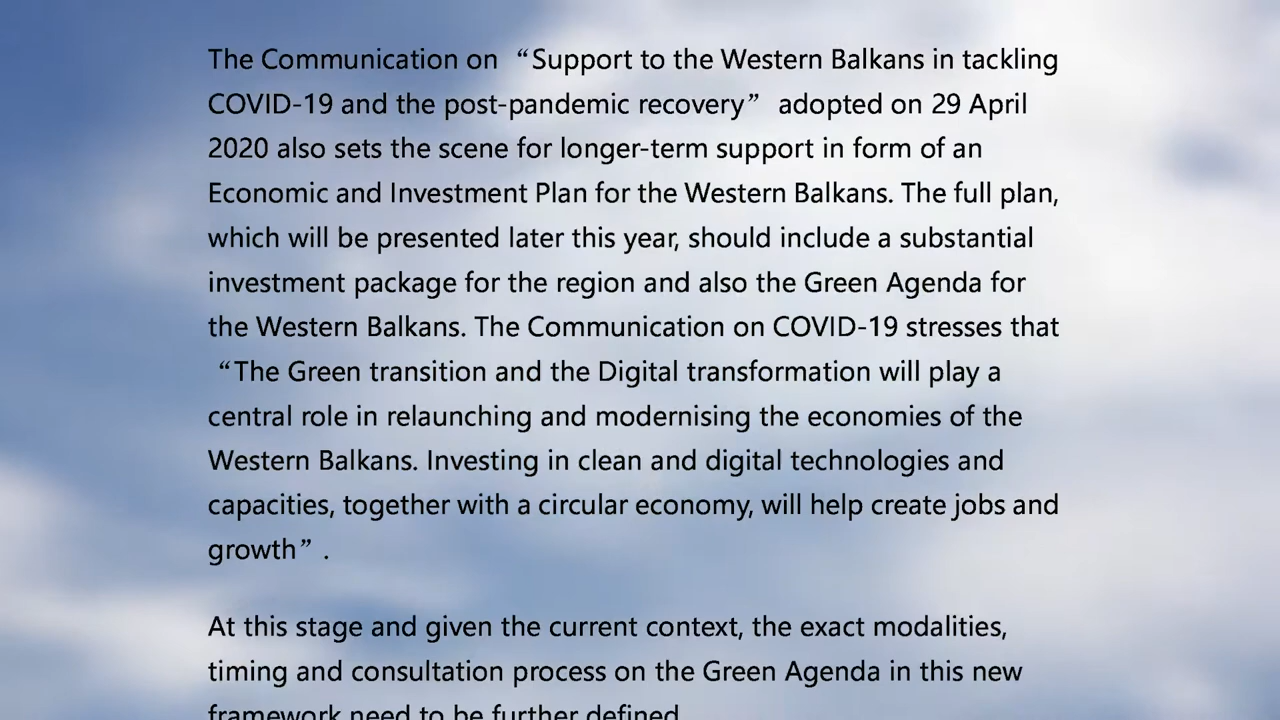 The Communication on “Support to the Western Balkans in tackling
COVID-19 and the post-pandemic recovery” adopted on 29 April
2020 also sets the scene for longer-term support in form of an
Economic and Investment Plan for the Western Balkans. The full plan,
which will be presented later this year, should include a substantial
investment package for the region and also the Green Agenda for
the Western Balkans. The Communication on COVID-19 stresses that
“The Green transition and the Digital transformation will play a
central role in relaunching and modernising the economies of the
Western Balkans. Investing in clean and digital technologies and
capacities, together with a circular economy, will help create jobs and
growth” .
At this stage and given the current context, the exact modalities,
timing and consultation process on the Green Agenda in this new
framework need to be further defined.